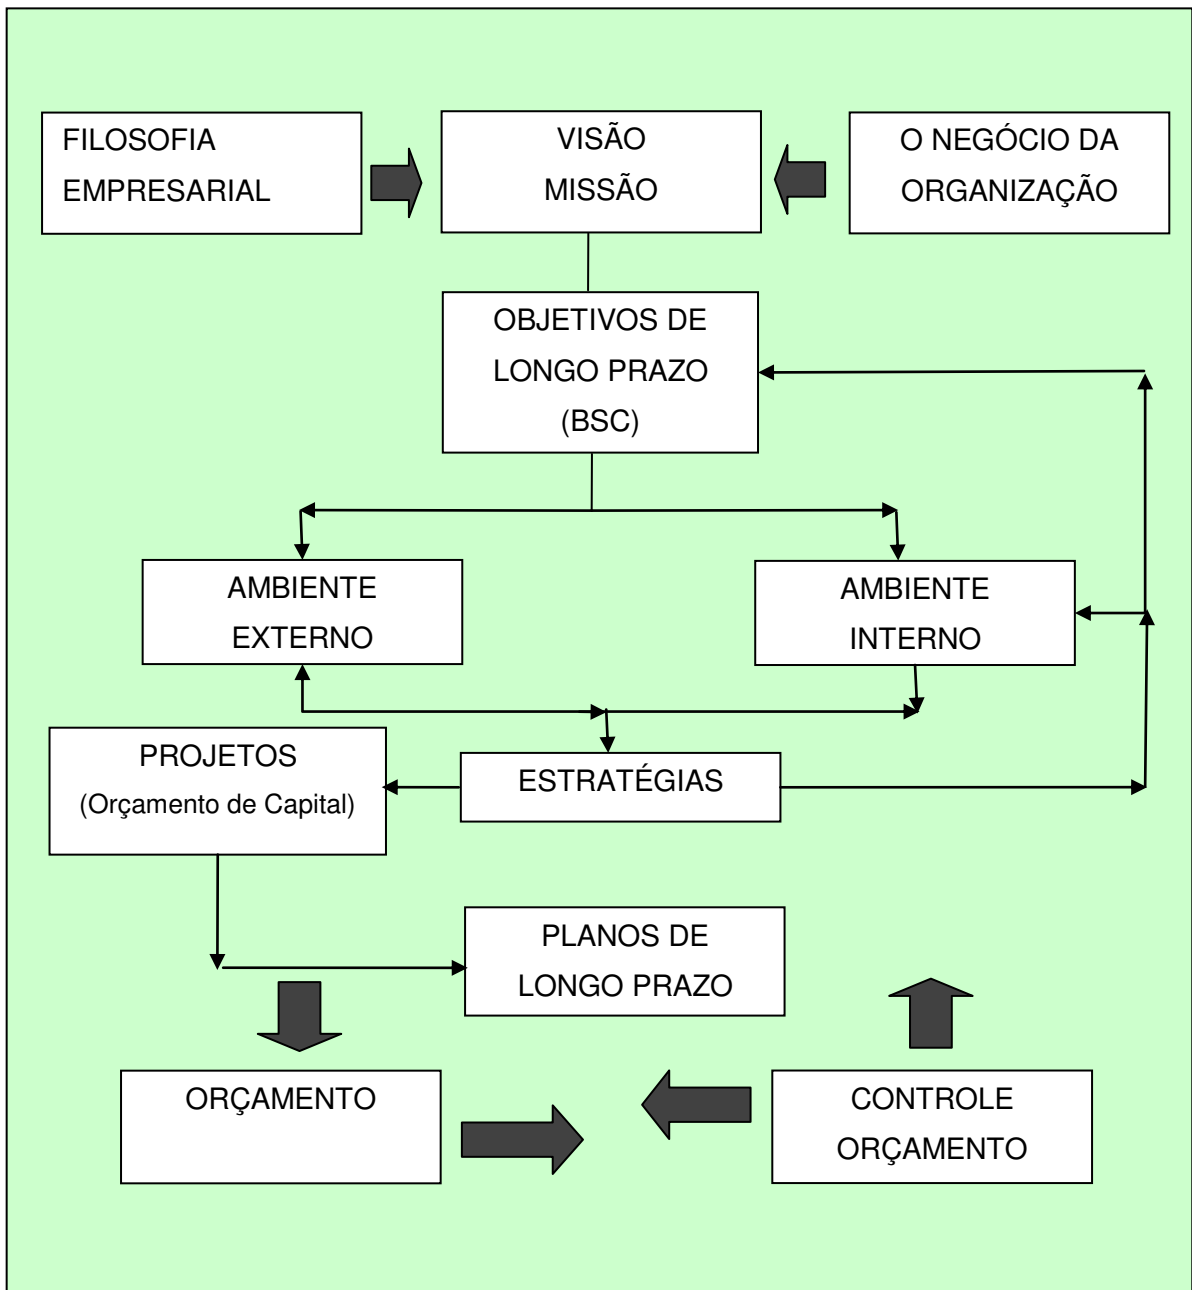 FILOSOFIA
EMPRESARIAL
VISÃO
MISSÃO
O NEGÓCIO DA
ORGANIZAÇÃO
OBJETIVOS DE
LONGO PRAZO
(BSC)
AMBIENTE
EXTERNO
AMBIENTE
INTERNO
PROJETOS
(Orçamento de Capital)
ESTRATÉGIAS
PLANOS DE
LONGO PRAZO
ORÇAMENTO
CONTROLE
ORÇAMENTO